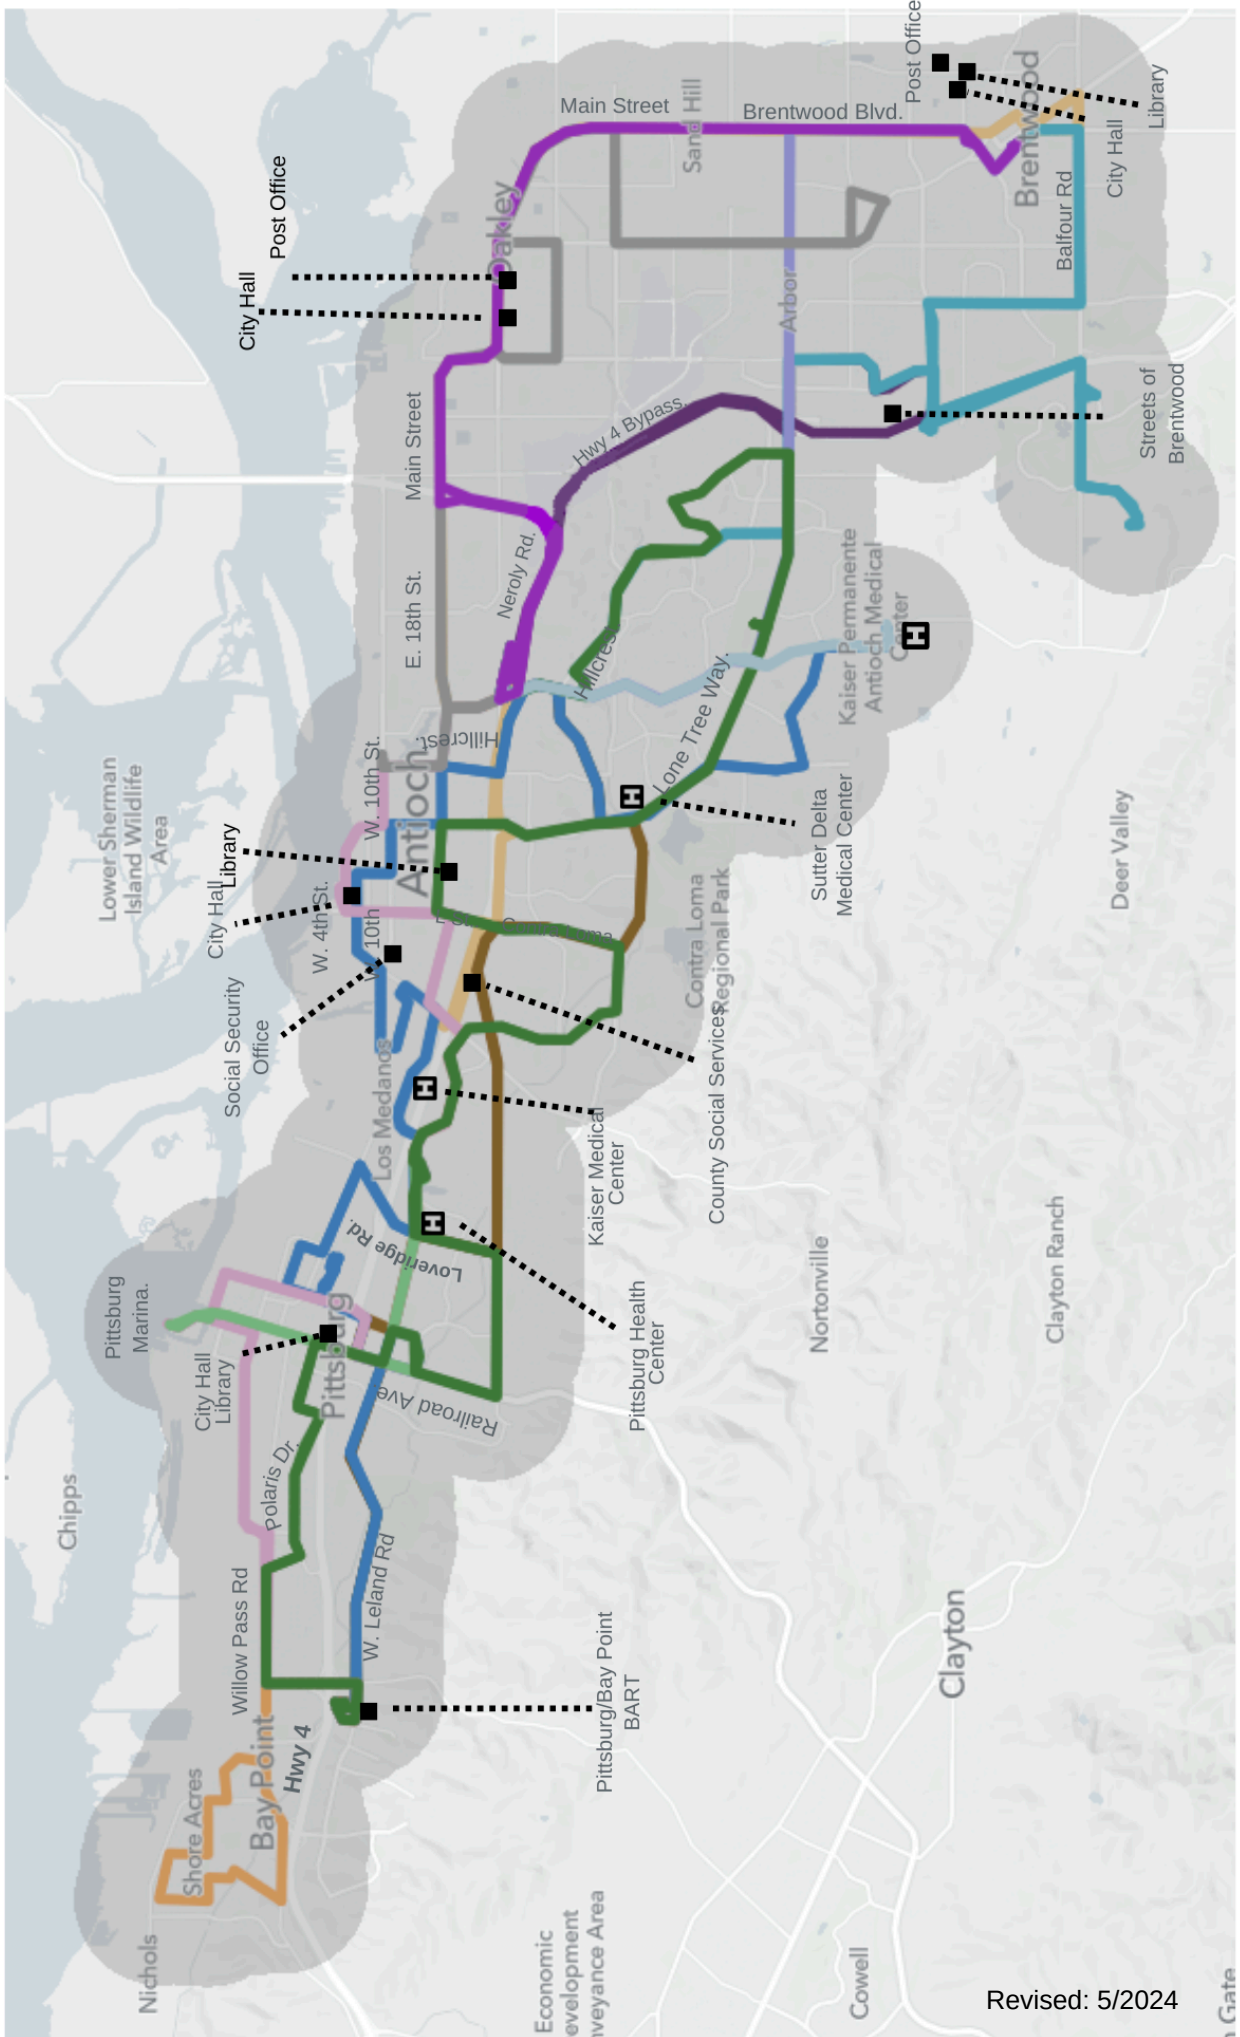 Post Office
Library
City Hall
Brentwood
Main Street
Sand Hill
Brentwood Blvd.
Balfour Rd
Post Office
City Hall
Oakley
Arbor
Main Street
Hwy 4 Bypass.
Streets of
Brentwood
E. 18th St.
Neroly Rd.
Kaiser Permanente
Antioch Medical
Center
Hillcrest.
Lone Tree Way.
Hillcrest.
W. 10th St.
Antioch
Lower Sherman
Island Wildlife
Area
Library
City Hall
W. 4th St.
10th
Sutter Delta
Medical Center
Contra Loma
Regional Park
Deer Valley
Social Security
Office
Los Medanos
County Social Services
Kaiser Medical
Center
Loveridge Rd.
Pittsburg
Marina.
City Hall
Library
Pittsburg
Railroad Ave
Railroad
Pittsburg Health
Center
Nortonville
Clayton Ranch
Chipps
Polaris Dr.
Willow Pass Rd
W. Leland Rd
Pittsburg/Bay Point
BART
Clayton
Hwy 4
Bay Point
Shore Acres
Nichols
Economic
evelopment
nveyance Area
Cowell
Gate
Revised: 5/2024